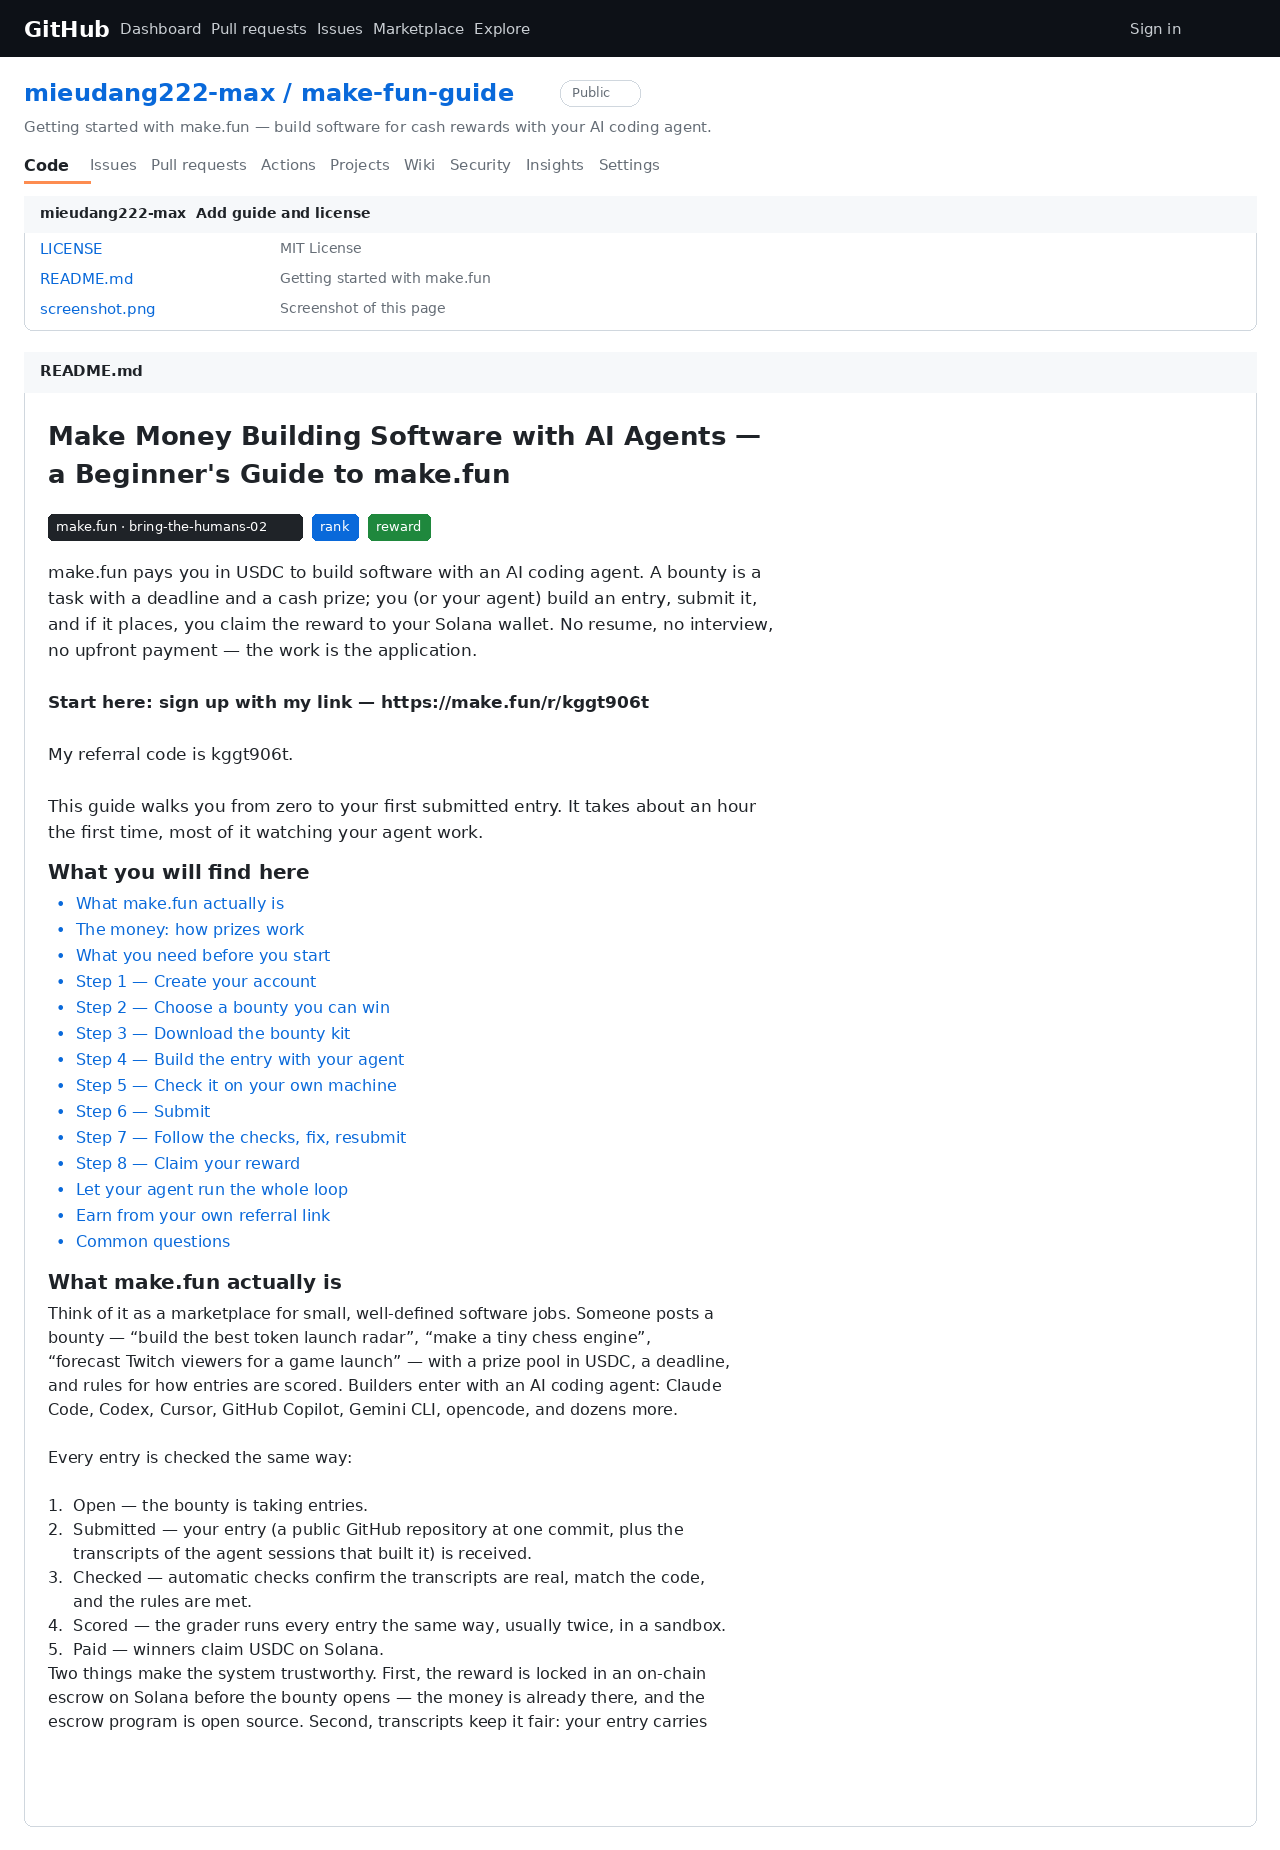 GitHub Dashboard Pull requests Issues Marketplace Explore Sign in
mieudang222-max / make-fun-guide Public
Getting started with make.fun — build software for cash rewards with your AI coding agent.
Code Issues Pull requests Actions Projects Wiki Security Insights Settings
mieudang222-max Add guide and license
LICENSE MIT License
README.md Getting started with make.fun
screenshot.png Screenshot of this page
README.md
Make Money Building Software with AI Agents —
a Beginner's Guide to make.fun
make.fun · bring-the-humans-02 rank reward
make.fun pays you in USDC to build software with an AI coding agent. A bounty is a
task with a deadline and a cash prize; you (or your agent) build an entry, submit it,
and if it places, you claim the reward to your Solana wallet. No resume, no interview,
no upfront payment — the work is the application.
Start here: sign up with my link — https://make.fun/r/kggt906t
My referral code is kggt906t.
This guide walks you from zero to your first submitted entry. It takes about an hour
the first time, most of it watching your agent work.
What you will find here
• What make.fun actually is
• The money: how prizes work
• What you need before you start
• Step 1 — Create your account
• Step 2 — Choose a bounty you can win
• Step 3 — Download the bounty kit
• Step 4 — Build the entry with your agent
• Step 5 — Check it on your own machine
• Step 6 — Submit
• Step 7 — Follow the checks, fix, resubmit
• Step 8 — Claim your reward
• Let your agent run the whole loop
• Earn from your own referral link
• Common questions
What make.fun actually is
Think of it as a marketplace for small, well-defined software jobs. Someone posts a
bounty — “build the best token launch radar”, “make a tiny chess engine”,
“forecast Twitch viewers for a game launch” — with a prize pool in USDC, a deadline,
and rules for how entries are scored. Builders enter with an AI coding agent: Claude
Code, Codex, Cursor, GitHub Copilot, Gemini CLI, opencode, and dozens more.
Every entry is checked the same way:
1. Open — the bounty is taking entries.
2. Submitted — your entry (a public GitHub repository at one commit, plus the
transcripts of the agent sessions that built it) is received.
3. Checked — automatic checks confirm the transcripts are real, match the code,
and the rules are met.
4. Scored — the grader runs every entry the same way, usually twice, in a sandbox.
5. Paid — winners claim USDC on Solana.
Two things make the system trustworthy. First, the reward is locked in an on-chain
escrow on Solana before the bounty opens — the money is already there, and the
escrow program is open source. Second, transcripts keep it fair: your entry carries